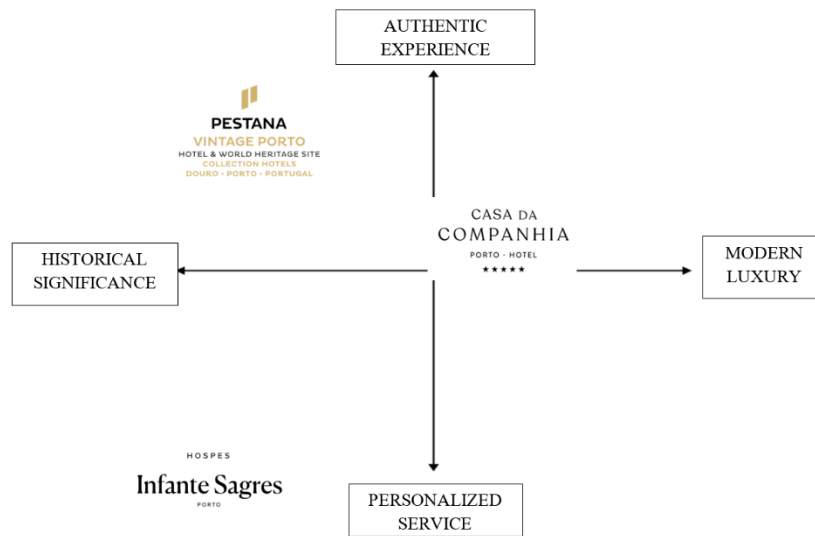 AUTHENTIC
EXPERIENCE
PESTANA
VINTAGE PORTO
HOTEL & WORLD HERITAGE SITE
COLLECTION HOTELS
DOURO • PORTO • PORTUGAL
CASA DA
COMPANHIA
PORTO - HOTEL
★★★★★
HISTORICAL
SIGNIFICANCE
MODERN
LUXURY
HOSPES
Infante Sagres
PORTO
PERSONALIZED
SERVICE